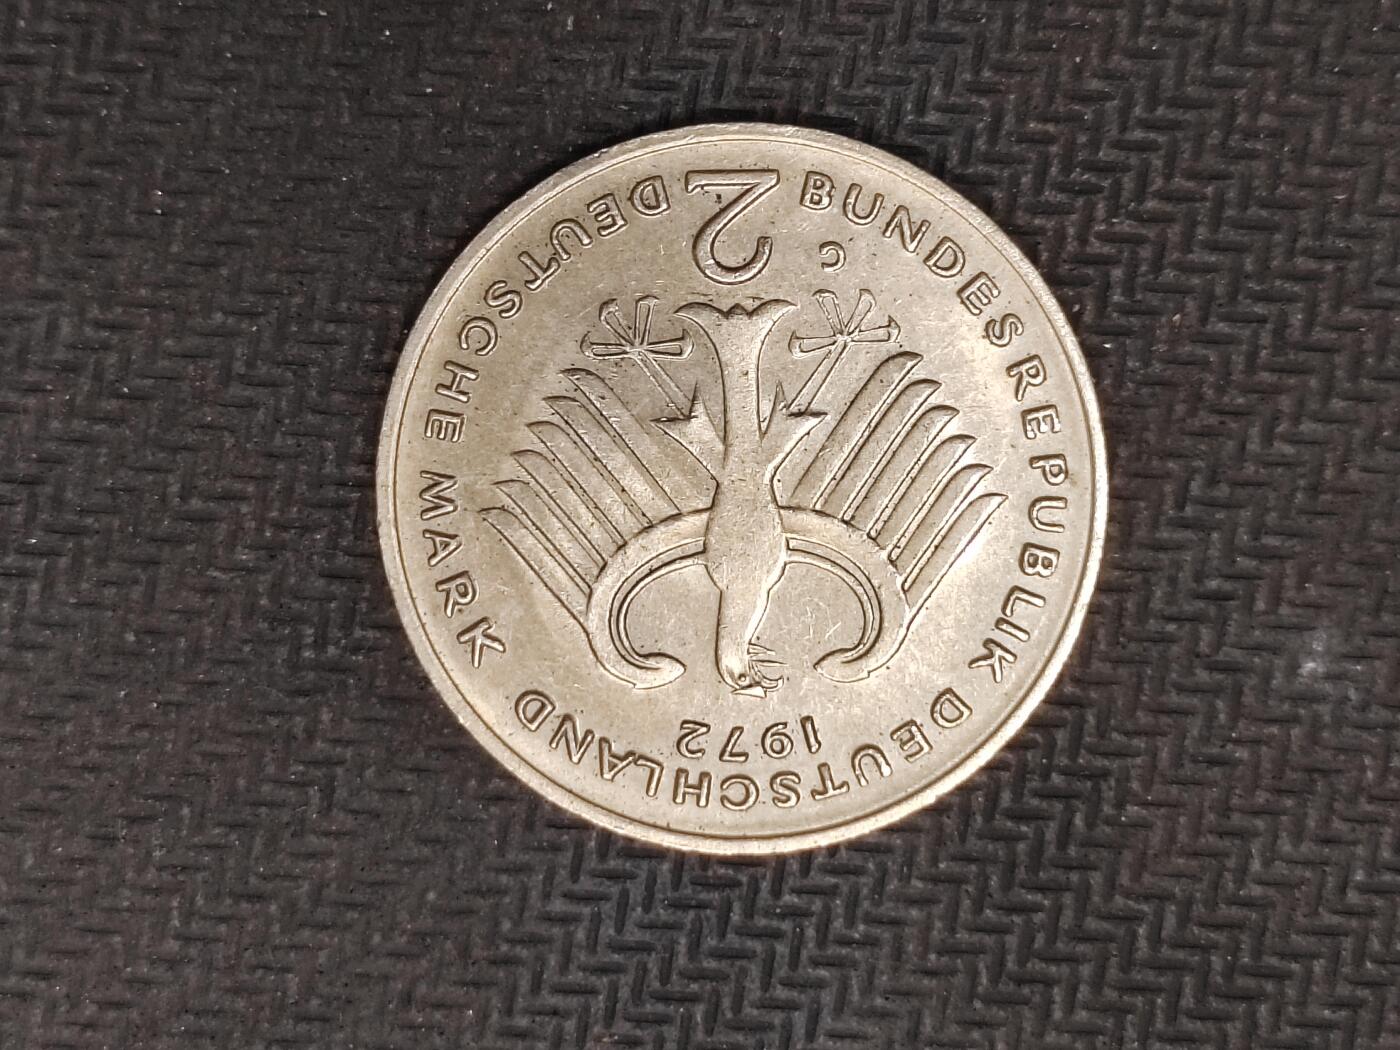 BUNDESREPUBLIK DEUTSCHLAND
1972
G
2 DEUTSCHE MARK